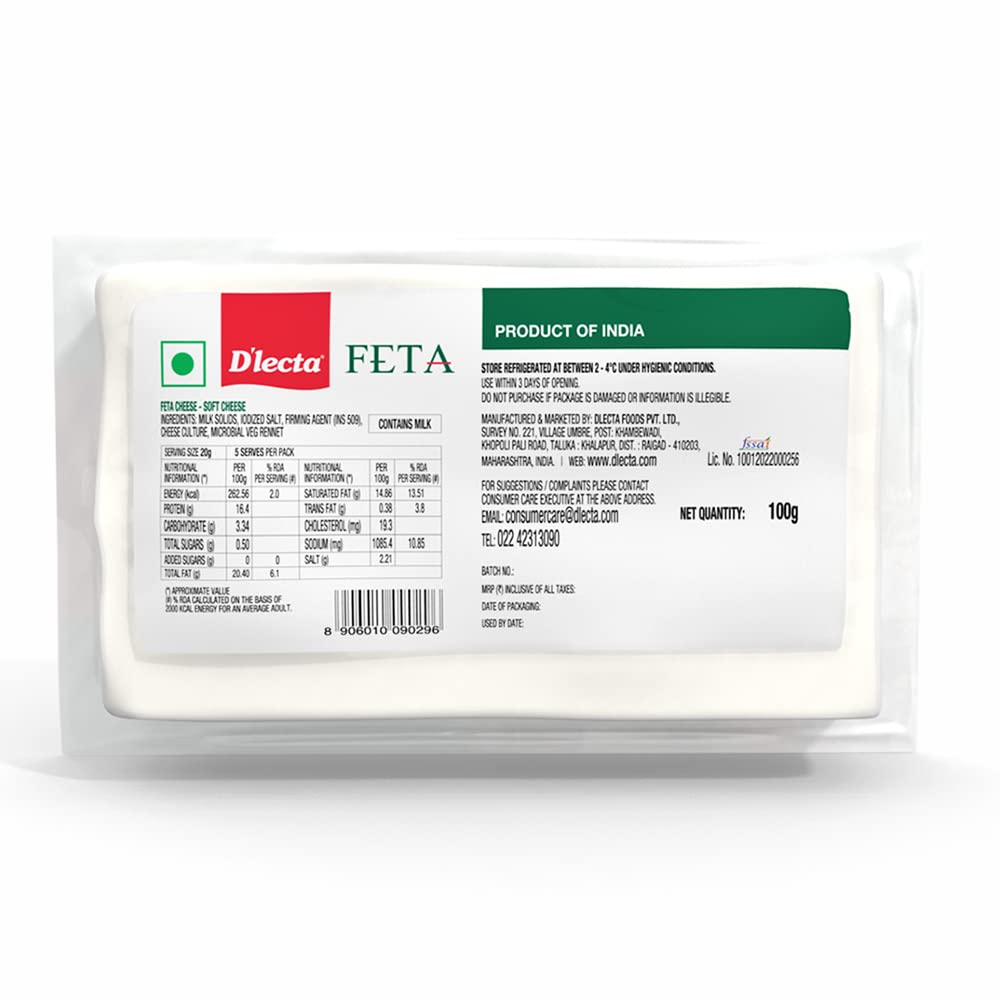 D'lecta®
FETA
FETA CHEESE - SOFT CHEESE
INGREDIENTS: MILK SOLIDS, IODIZED SALT, FIRMING AGENT (INS 509),
CHEESE CULTURE, MICROBIAL VEG RENNET
CONTAINS MILK
SERVING SIZE 20g 5 SERVES PER PACK
NUTRITIONAL INFORMATION (*) PER 100g % RDA PER SERVING (#) NUTRITIONAL INFORMATION (*) PER 100g % RDA PER SERVING (#)
ENERGY (kcal) 262.56 2.0 SATURATED FAT (g) 14.86 13.51
PROTEIN (g) 16.4 TRANS FAT (g) 0.38 3.8
CARBOHYDRATE (g) 3.34 CHOLESTEROL (mg) 19.3
TOTAL SUGARS (g) 0.50 SODIUM (mg) 1085.4 10.85
ADDED SUGARS (g) 0 0 SALT (g) 2.21
TOTAL FAT (g) 20.40 6.1
(*) APPROXIMATE VALUE
(#) % RDA CALCULATED ON THE BASIS OF
2000 KCAL ENERGY FOR AN AVERAGE ADULT.
8 906010 090296
PRODUCT OF INDIA
STORE REFRIGERATED AT BETWEEN 2 - 4°C UNDER HYGIENIC CONDITIONS.
USE WITHIN 3 DAYS OF OPENING.
DO NOT PURCHASE IF PACKAGE IS DAMAGED OR INFORMATION IS ILLEGIBLE.
MANUFACTURED & MARKETED BY: DLECTA FOODS PVT. LTD.,
SURVEY NO. 221, VILLAGE UMBRE, POST: KHAMBEWADI,
KHOPOLI PALI ROAD, TALUKA : KHALAPUR, DIST. : RAIGAD - 410203,
MAHARASHTRA, INDIA. | WEB: www.dlecta.com
fssai
Lic. No. 10012022000256
FOR SUGGESTIONS / COMPLAINTS PLEASE CONTACT
CONSUMER CARE EXECUTIVE AT THE ABOVE ADDRESS.
EMAIL: consumercare@dlecta.com
TEL: 022 42313090
NET QUANTITY: 100g
BATCH NO.:
MRP (₹) INCLUSIVE OF ALL TAXES:
DATE OF PACKAGING:
USED BY DATE: